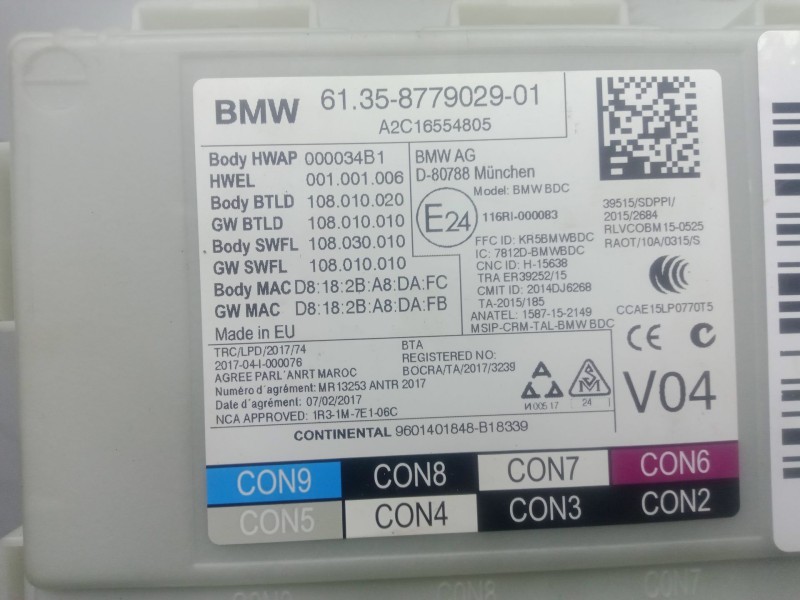 BMW 61.35-8779029-01
A2C16554805
Body HWAP 000034B1
HWEL 001.001.006
Body BTLD 108.010.020
GW BTLD 108.010.010
Body SWFL 108.030.010
GW SWFL 108.010.010
Body MAC D8:18:2B:A8:DA:FC
GW MAC D8:18:2B:A8:DA:FB
Made in EU
BMW AG
D-80788 München
Model: BMW BDC
E24
116RI-000083
FFC ID: KR5BMWBDC
IC: 7812D-BMWBDC
CNC ID: H-15638
TRA ER39252/15
CMIT ID: 2014DJ6268
TA-2015/185
ANATEL: 1587-15-2149
MSIP-CRM-TAL-BMW BDC
39515/SDPPI/
2015/2684
RLVCOBM15-0525
RAOT/10A/0315/S
CCAE15LP0770T5
CE
V04
TRC/LPD/2017/74
2017-04-I-000076
AGREE PARL'ANRT MAROC
Numéro d'agrément: MR13253 ANTR 2017
Date d'agrément: 07/02/2017
NCA APPROVED: 1R3-1M-7E1-06C
BTA
REGISTERED NO:
BOCRA/TA/2017/3239
И005 17
24
CONTINENTAL 9601401848-B18339
CON9 CON8 CON7 CON6
CON5 CON4 CON3 CON2
CON8 CON7